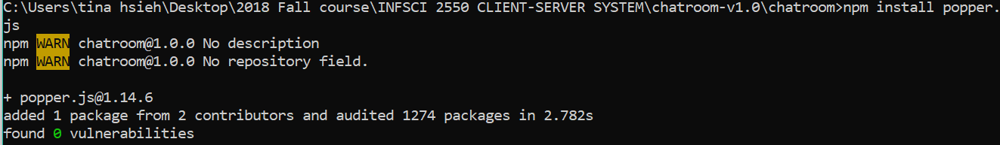 C:\Users\tina hsieh\Desktop\2018 Fall course\INFSCI 2550 CLIENT-SERVER SYSTEM\chatroom-v1.0\chatroom>npm install popper.
js
npm WARN chatroom@1.0.0 No description
npm WARN chatroom@1.0.0 No repository field.
+ popper.js@1.14.6
added 1 package from 2 contributors and audited 1274 packages in 2.782s
found 0 vulnerabilities